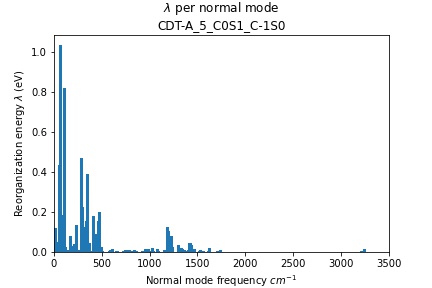 λ per normal mode
CDT-A_5_C0S1_C-1S0
Reorganization energy λ (eV)
1.0
0.8
0.6
0.4
0.2
0.0
0 500 1000 1500 2000 2500 3000 3500
Normal mode frequency cm⁻¹